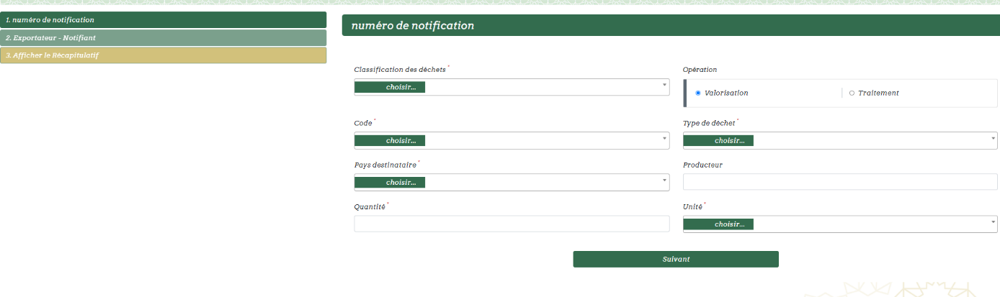 1. numéro de notification
2. Exportateur - Notifiant
3. Afficher le Récapitulatif
numéro de notification
Classification des déchets *
choisir...
Opération
Valorisation
Traitement
Code *
choisir...
Type de déchet *
choisir...
Pays destinataire *
choisir...
Producteur
Quantité *
Unité *
choisir...
Suivant